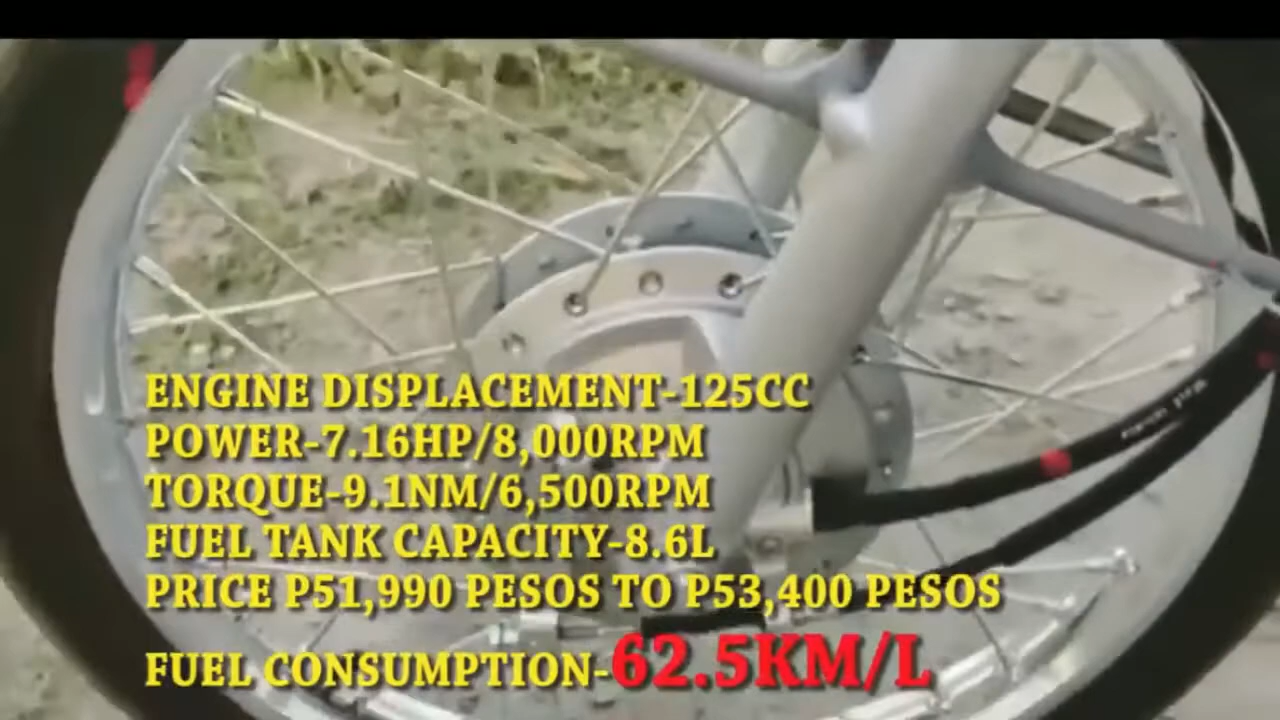 ENGINE DISPLACEMENT-125CC
POWER-7.16HP/8,000RPM
TORQUE-9.1NM/6,500RPM
FUEL TANK CAPACITY-8.6L
PRICE P51,990 PESOS TO P53,400 PESOS
FUEL CONSUMPTION-62.5KM/L